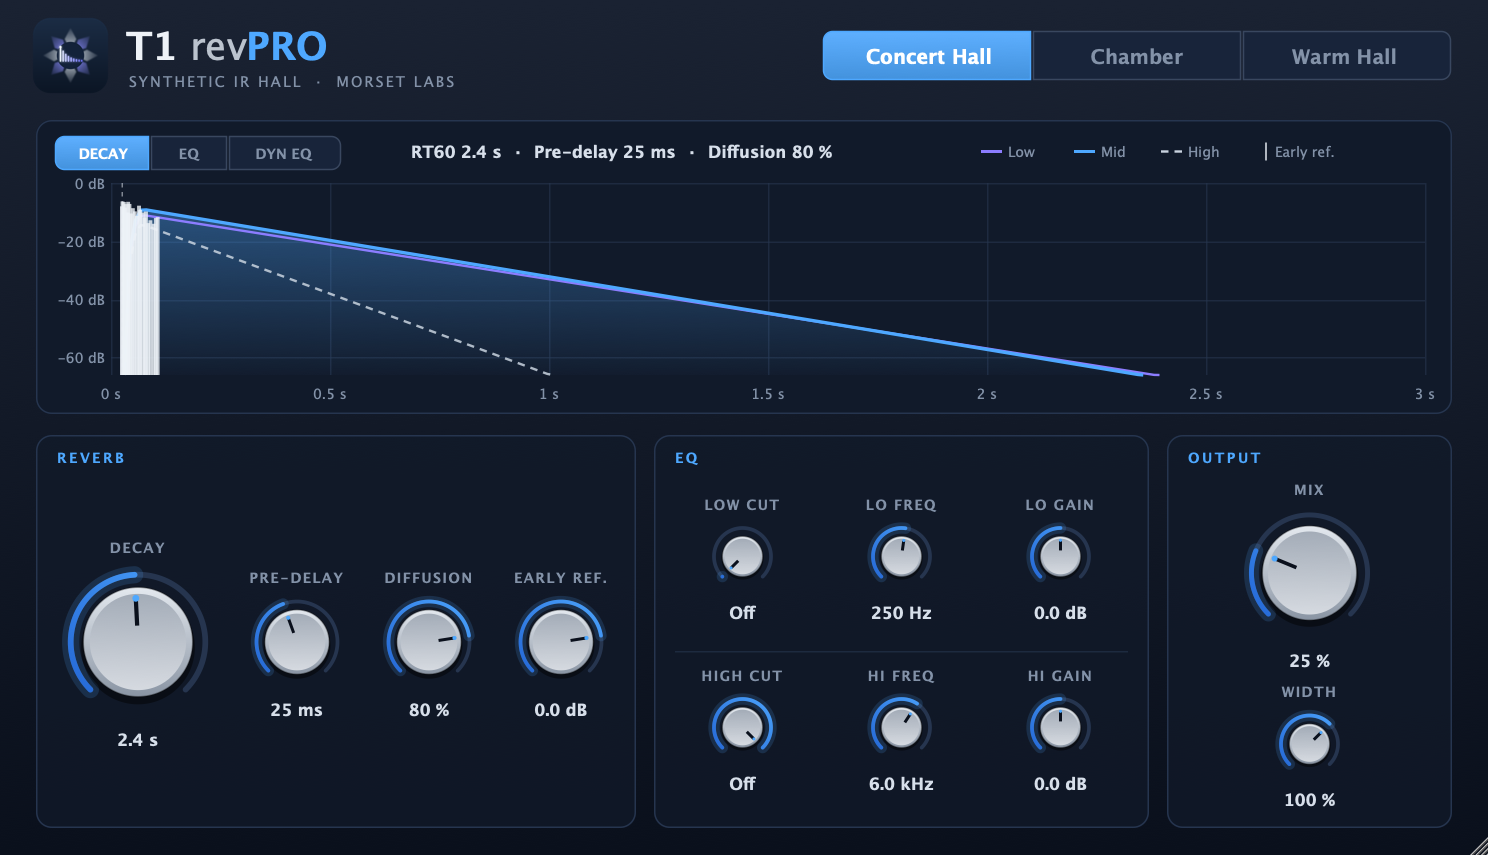 T1 revPRO
SYNTHETIC IR HALL · MORSET LABS
Concert Hall Chamber Warm Hall
DECAY EQ DYN EQ
RT60 2.4 s · Pre-delay 25 ms · Diffusion 80 %
Low Mid High Early ref.
0 dB
−20 dB
−40 dB
−60 dB
0 s 0.5 s 1 s 1.5 s 2 s 2.5 s 3 s
REVERB
DECAY
2.4 s
PRE-DELAY
25 ms
DIFFUSION
80 %
EARLY REF.
0.0 dB
EQ
LOW CUT
Off
LO FREQ
250 Hz
LO GAIN
0.0 dB
HIGH CUT
Off
HI FREQ
6.0 kHz
HI GAIN
0.0 dB
OUTPUT
MIX
25 %
WIDTH
100 %